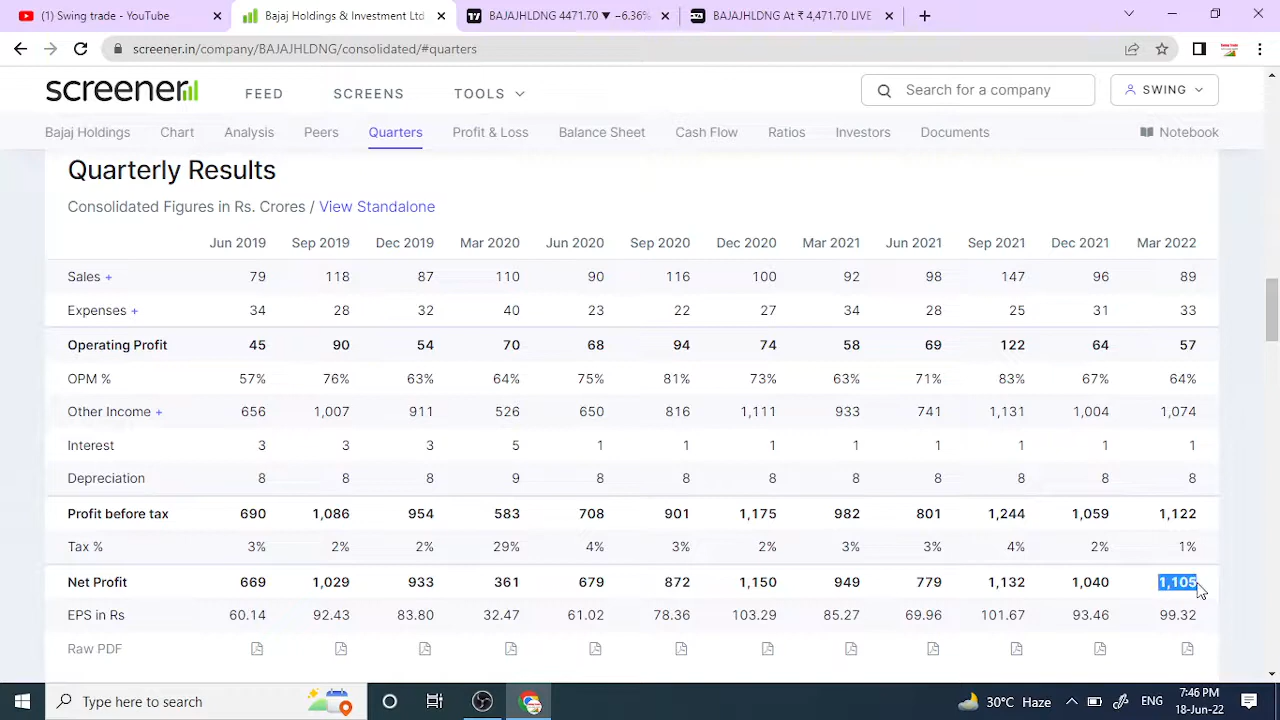 (1) Swing trade - YouTube
Bajaj Holdings & Investment Ltd
BAJAJHLDNG 4471.70 ▼ −6.36%
BAJAJHLDNG At ₹ 4,471.70 LIVE
screener.in/company/BAJAJHLDNG/consolidated/#quarters
screener FEED SCREENS TOOLS Search for a company SWING
Bajaj Holdings Chart Analysis Peers Quarters Profit & Loss Balance Sheet Cash Flow Ratios Investors Documents Notebook
Quarterly Results
Consolidated Figures in Rs. Crores / View Standalone
Jun 2019 Sep 2019 Dec 2019 Mar 2020 Jun 2020 Sep 2020 Dec 2020 Mar 2021 Jun 2021 Sep 2021 Dec 2021 Mar 2022
Sales + 79 118 87 110 90 116 100 92 98 147 96 89
Expenses + 34 28 32 40 23 22 27 34 28 25 31 33
Operating Profit 45 90 54 70 68 94 74 58 69 122 64 57
OPM % 57% 76% 63% 64% 75% 81% 73% 63% 71% 83% 67% 64%
Other Income + 656 1,007 911 526 650 816 1,111 933 741 1,131 1,004 1,074
Interest 3 3 3 5 1 1 1 1 1 1 1 1
Depreciation 8 8 8 9 8 8 8 8 8 8 8 8
Profit before tax 690 1,086 954 583 708 901 1,175 982 801 1,244 1,059 1,122
Tax % 3% 2% 2% 29% 4% 3% 2% 3% 3% 4% 2% 1%
Net Profit 669 1,029 933 361 679 872 1,150 949 779 1,132 1,040 1,105
EPS in Rs 60.14 92.43 83.80 32.47 61.02 78.36 103.29 85.27 69.96 101.67 93.46 99.32
Raw PDF
Type here to search
30°C Haze
ENG
7:46 PM
18-Jun-22